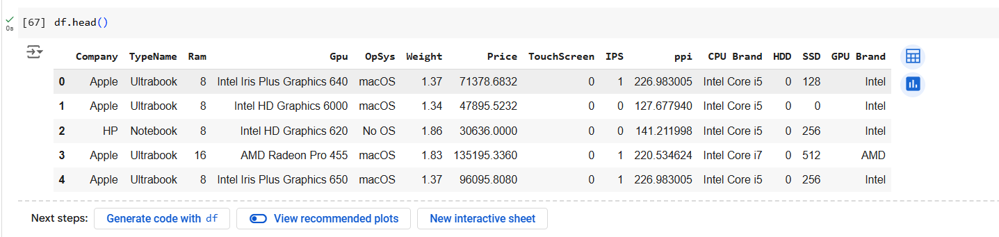 [67] df.head()
0s
Company TypeName Ram Gpu OpSys Weight Price TouchScreen IPS ppi CPU Brand HDD SSD GPU Brand
0 Apple Ultrabook 8 Intel Iris Plus Graphics 640 macOS 1.37 71378.6832 0 1 226.983005 Intel Core i5 0 128 Intel
1 Apple Ultrabook 8 Intel HD Graphics 6000 macOS 1.34 47895.5232 0 0 127.677940 Intel Core i5 0 0 Intel
2 HP Notebook 8 Intel HD Graphics 620 No OS 1.86 30636.0000 0 0 141.211998 Intel Core i5 0 256 Intel
3 Apple Ultrabook 16 AMD Radeon Pro 455 macOS 1.83 135195.3360 0 1 220.534624 Intel Core i7 0 512 AMD
4 Apple Ultrabook 8 Intel Iris Plus Graphics 650 macOS 1.37 96095.8080 0 1 226.983005 Intel Core i5 0 256 Intel
Next steps: Generate code with df View recommended plots New interactive sheet